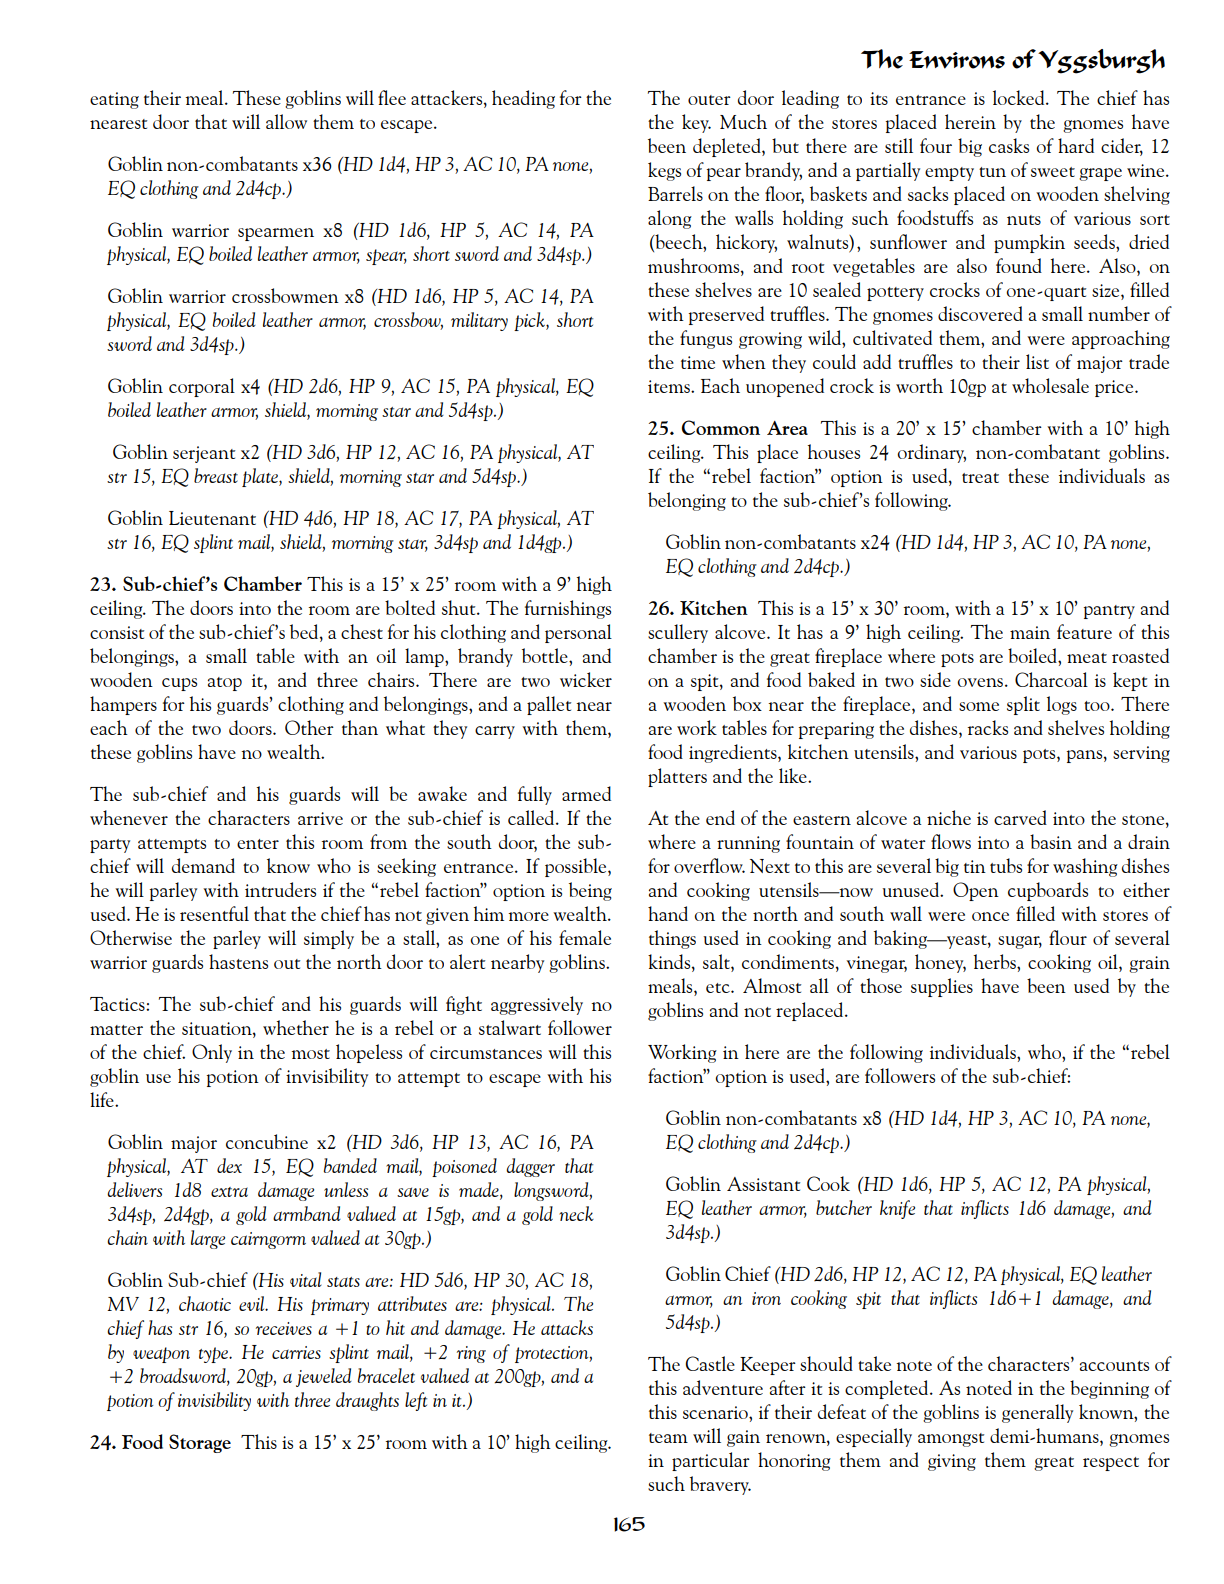 The Environs of Yggsburgh
eating their meal. These goblins will flee attackers, heading for the
nearest door that will allow them to escape.
Goblin non-combatants x36 (HD 1d4, HP 3, AC 10, PA none,
EQ clothing and 2d4cp.)
Goblin warrior spearmen x8 (HD 1d6, HP 5, AC 14, PA
physical, EQ boiled leather armor, spear, short sword and 3d4sp.)
Goblin warrior crossbowmen x8 (HD 1d6, HP 5, AC 14, PA
physical, EQ boiled leather armor, crossbow, military pick, short
sword and 3d4sp.)
Goblin corporal x4 (HD 2d6, HP 9, AC 15, PA physical, EQ
boiled leather armor, shield, morning star and 5d4sp.)
Goblin serjeant x2 (HD 3d6, HP 12, AC 16, PA physical, AT
str 15, EQ breast plate, shield, morning star and 5d4sp.)
Goblin Lieutenant (HD 4d6, HP 18, AC 17, PA physical, AT
str 16, EQ splint mail, shield, morning star, 3d4sp and 1d4gp.)
23. Sub-chief's Chamber This is a 15' x 25' room with a 9' high
ceiling. The doors into the room are bolted shut. The furnishings
consist of the sub-chief's bed, a chest for his clothing and personal
belongings, a small table with an oil lamp, brandy bottle, and
wooden cups atop it, and three chairs. There are two wicker
hampers for his guards' clothing and belongings, and a pallet near
each of the two doors. Other than what they carry with them,
these goblins have no wealth.
The sub-chief and his guards will be awake and fully armed
whenever the characters arrive or the sub-chief is called. If the
party attempts to enter this room from the south door, the sub-
chief will demand to know who is seeking entrance. If possible,
he will parley with intruders if the “rebel faction” option is being
used. He is resentful that the chief has not given him more wealth.
Otherwise the parley will simply be a stall, as one of his female
warrior guards hastens out the north door to alert nearby goblins.
Tactics: The sub-chief and his guards will fight aggressively no
matter the situation, whether he is a rebel or a stalwart follower
of the chief. Only in the most hopeless of circumstances will this
goblin use his potion of invisibility to attempt to escape with his
life.
Goblin major concubine x2 (HD 3d6, HP 13, AC 16, PA
physical, AT dex 15, EQ banded mail, poisoned dagger that
delivers 1d8 extra damage unless a save is made, longsword,
3d4sp, 2d4gp, a gold armband valued at 15gp, and a gold neck
chain with large cairngorm valued at 30gp.)
Goblin Sub-chief (His vital stats are: HD 5d6, HP 30, AC 18,
MV 12, chaotic evil. His primary attributes are: physical. The
chief has str 16, so receives a +1 to hit and damage. He attacks
by weapon type. He carries splint mail, +2 ring of protection,
+2 broadsword, 20gp, a jeweled bracelet valued at 200gp, and a
potion of invisibility with three draughts left in it.)
24. Food Storage This is a 15' x 25' room with a 10' high ceiling.
The outer door leading to its entrance is locked. The chief has
the key. Much of the stores placed herein by the gnomes have
been depleted, but there are still four big casks of hard cider, 12
kegs of pear brandy, and a partially empty tun of sweet grape wine.
Barrels on the floor, baskets and sacks placed on wooden shelving
along the walls holding such foodstuffs as nuts of various sort
(beech, hickory, walnuts), sunflower and pumpkin seeds, dried
mushrooms, and root vegetables are also found here. Also, on
these shelves are 10 sealed pottery crocks of one-quart size, filled
with preserved truffles. The gnomes discovered a small number of
the fungus growing wild, cultivated them, and were approaching
the time when they could add truffles to their list of major trade
items. Each unopened crock is worth 10gp at wholesale price.
25. Common Area This is a 20' x 15' chamber with a 10' high
ceiling. This place houses 24 ordinary, non-combatant goblins.
If the “rebel faction” option is used, treat these individuals as
belonging to the sub-chief's following.
Goblin non-combatants x24 (HD 1d4, HP 3, AC 10, PA none,
EQ clothing and 2d4cp.)
26. Kitchen This is a 15' x 30' room, with a 15' x 10' pantry and
scullery alcove. It has a 9' high ceiling. The main feature of this
chamber is the great fireplace where pots are boiled, meat roasted
on a spit, and food baked in two side ovens. Charcoal is kept in
a wooden box near the fireplace, and some split logs too. There
are work tables for preparing the dishes, racks and shelves holding
food ingredients, kitchen utensils, and various pots, pans, serving
platters and the like.
At the end of the eastern alcove a niche is carved into the stone,
where a running fountain of water flows into a basin and a drain
for overflow. Next to this are several big tin tubs for washing dishes
and cooking utensils—now unused. Open cupboards to either
hand on the north and south wall were once filled with stores of
things used in cooking and baking—yeast, sugar, flour of several
kinds, salt, condiments, vinegar, honey, herbs, cooking oil, grain
meals, etc. Almost all of those supplies have been used by the
goblins and not replaced.
Working in here are the following individuals, who, if the “rebel
faction” option is used, are followers of the sub-chief:
Goblin non-combatants x8 (HD 1d4, HP 3, AC 10, PA none,
EQ clothing and 2d4cp.)
Goblin Assistant Cook (HD 1d6, HP 5, AC 12, PA physical,
EQ leather armor, butcher knife that inflicts 1d6 damage, and
3d4sp.)
Goblin Chief (HD 2d6, HP 12, AC 12, PA physical, EQ leather
armor, an iron cooking spit that inflicts 1d6+1 damage, and
5d4sp.)
The Castle Keeper should take note of the characters' accounts of
this adventure after it is completed. As noted in the beginning of
this scenario, if their defeat of the goblins is generally known, the
team will gain renown, especially amongst demi-humans, gnomes
in particular honoring them and giving them great respect for
such bravery.
165